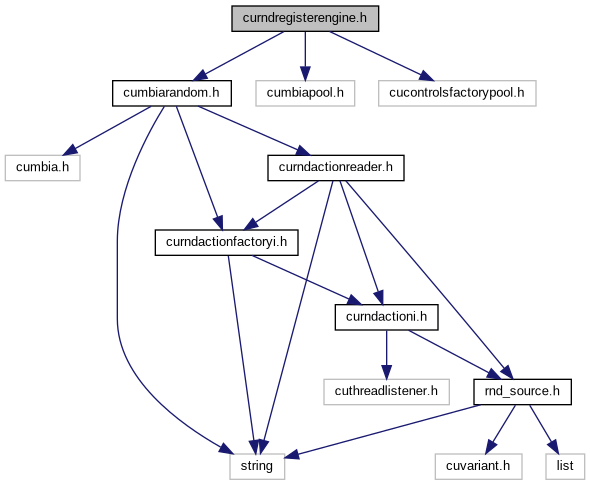 curndregisterengine.h
cumbiarandom.h
cumbiapool.h
cucontrolsfactorypool.h
cumbia.h
curndactionreader.h
curndactionfactoryi.h
curndactioni.h
cuthreadlistener.h
rnd_source.h
string
cuvariant.h
list